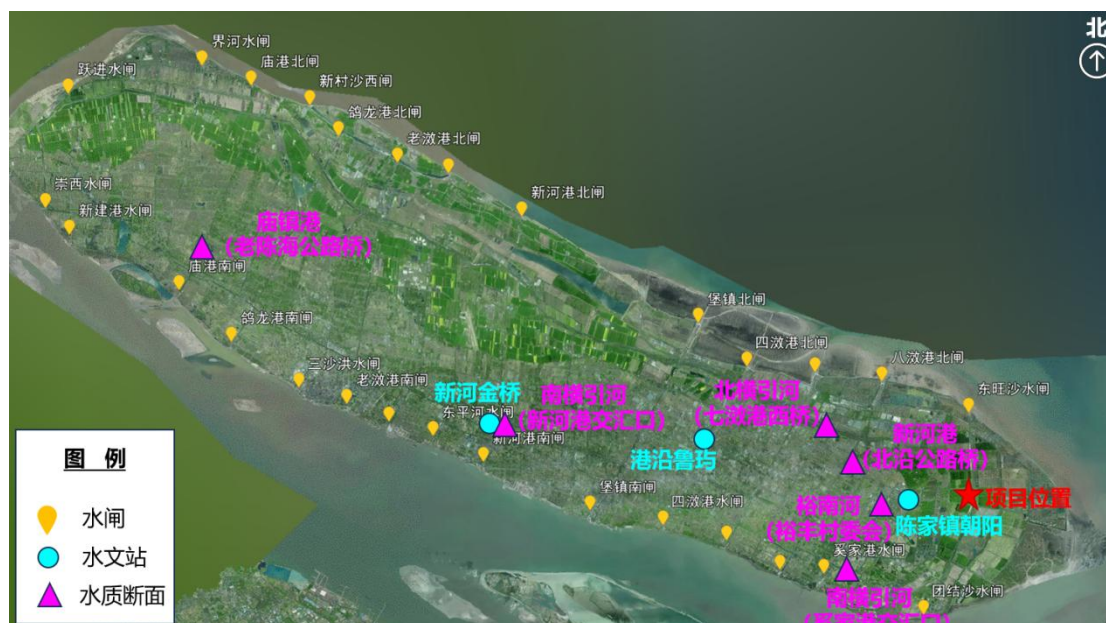 北
界河水闸
庙港北闸
跃进水闸
新村沙西闸
鸽龙港北闸
老滧港北闸
崇西水闸
新河港北闸
新建港水闸
庙镇港
(老陈海公路桥)
庙港南闸
堡镇北闸
鸽龙港南闸
四滧港北闸
八滧港北闸
三沙洪水闸
老滧港南闸
东旺沙水闸
新河金桥
南横引河
(新河港交汇口)
北横引河
(七滧港西桥)
东平河水闸
新河港南闸
港沿鲁玙
新河港
(北沿公路桥)
堡镇南闸
四滧港水闸
裕南河
(裕丰村委会)
项目位置
陈家镇朝阳
奚家港水闸
团结沙水闸
南横引河
(奚家港交汇口)
图 例
水闸
水文站
水质断面